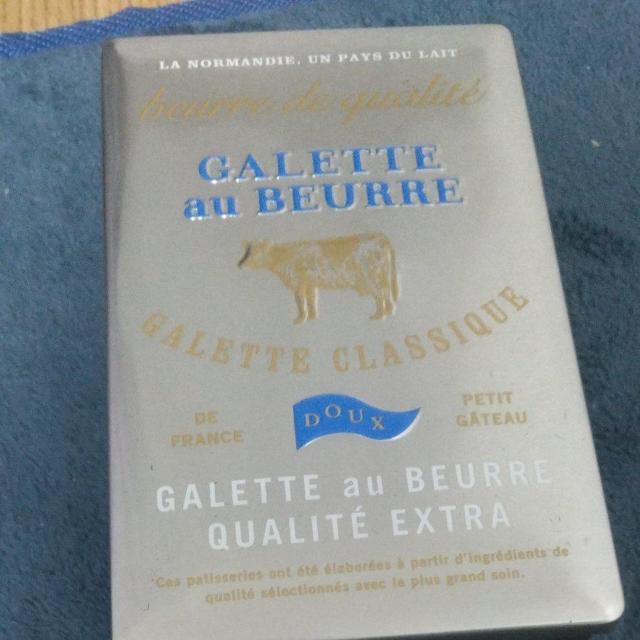 LA NORMANDIE, UN PAYS DU LAIT
beurre de qualité
GALETTE
au BEURRE
GALETTE CLASSIQUE
DE
FRANCE
DOUX
PETIT
GÂTEAU
GALETTE au BEURRE
QUALITÉ EXTRA
Ces patisseries ont été élaborées à partir d'ingrédients de
qualité sélectionnés avec le plus grand soin.